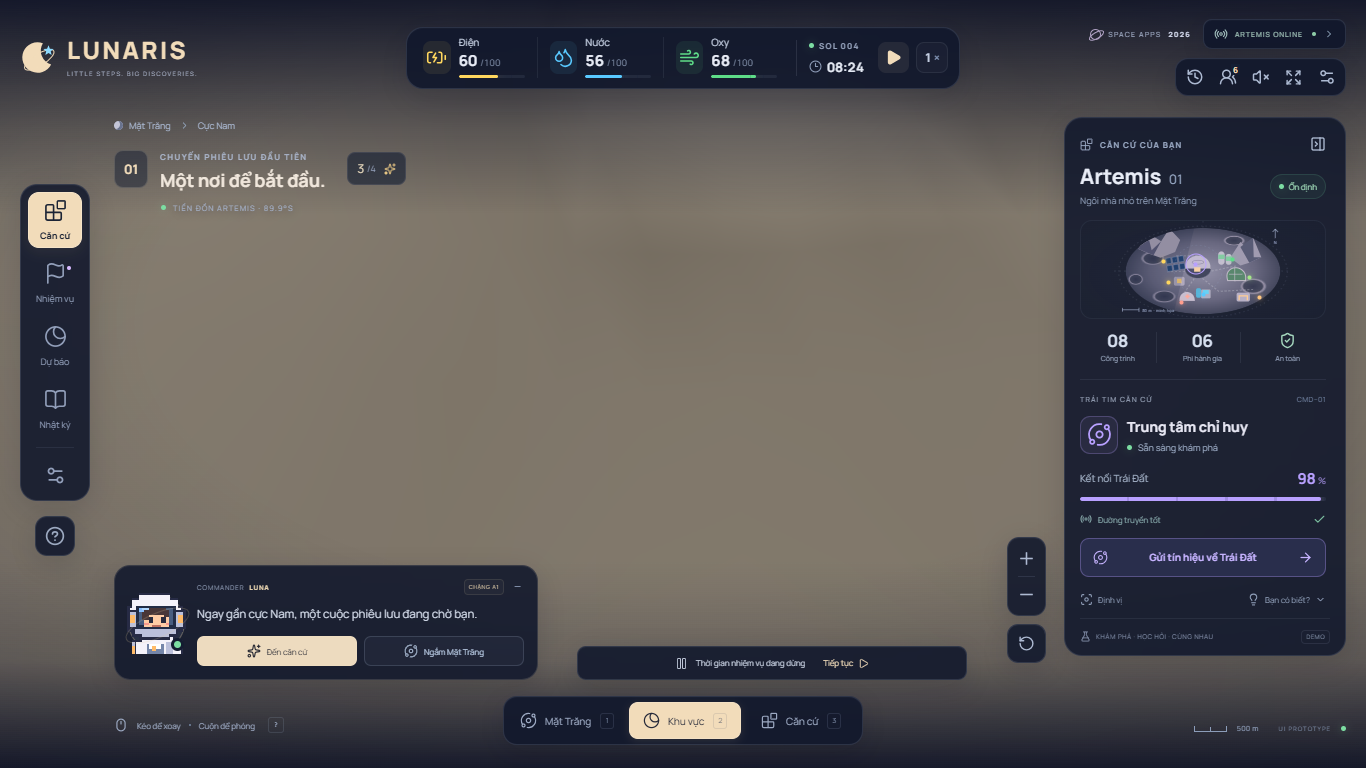 LUNARIS
LITTLE STEPS. BIG DISCOVERIES.
Điện
60 /100
Nước
56 /100
Oxy
68 /100
SOL 004
08:24
1 ×
SPACE APPS 2026
ARTEMIS ONLINE
6
Mặt Trăng
Cực Nam
01
CHUYẾN PHIÊU LƯU ĐẦU TIÊN
Một nơi để bắt đầu.
TIỀN ĐỒN ARTEMIS · 89.9°S
3 /4
Căn cứ
Nhiệm vụ
Dự báo
Nhật ký
CĂN CỨ CỦA BẠN
Artemis 01
Ổn định
Ngôi nhà nhỏ trên Mặt Trăng
N
08
Công trình
06
Phi hành gia
An toàn
TRÁI TIM CĂN CỨ
CMD-01
Trung tâm chỉ huy
Sẵn sàng khám phá
Kết nối Trái Đất
98 %
Đường truyền tốt
Gửi tín hiệu về Trái Đất
Định vị
Bạn có biết?
KHÁM PHÁ · HỌC HỎI · CÙNG NHAU
DEMO
COMMANDER LUNA
CHẶNG A1
Ngay gần cực Nam, một cuộc phiêu lưu đang chờ bạn.
Đến căn cứ
Ngắm Mặt Trăng
Thời gian nhiệm vụ đang dừng
Tiếp tục
Kéo để xoay · Cuộn để phóng
?
Mặt Trăng 1
Khu vực 2
Căn cứ 3
500 m
UI PROTOTYPE